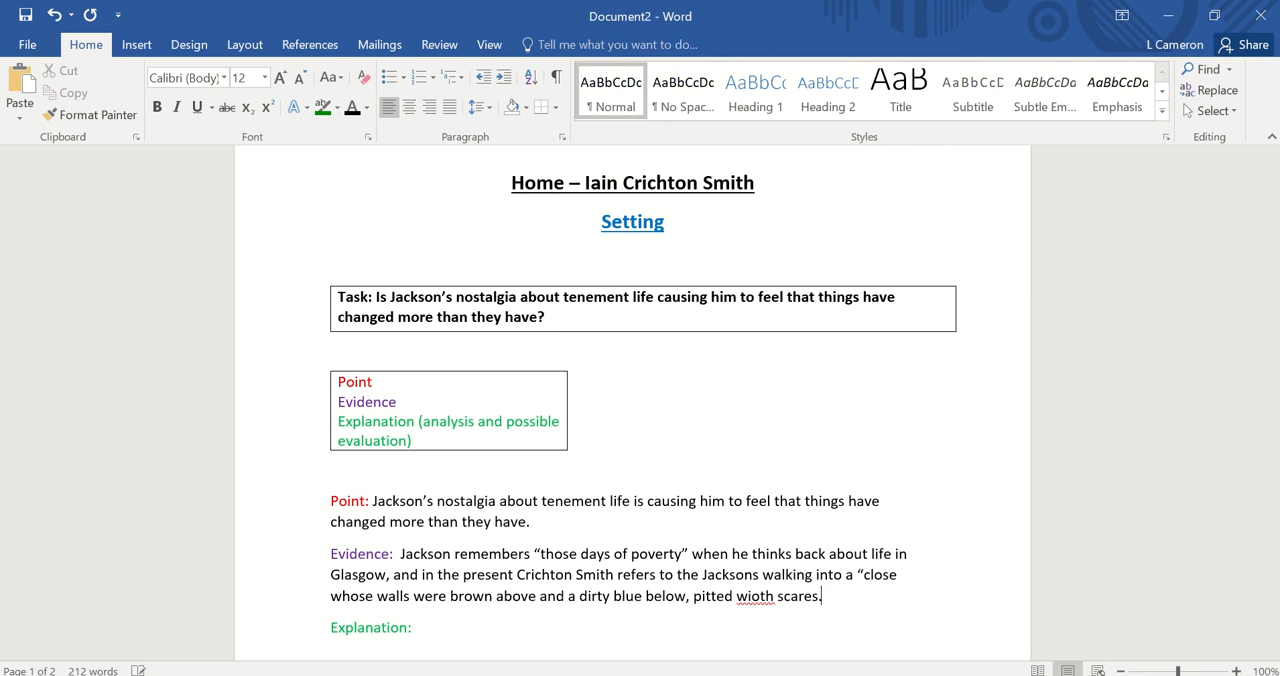 Document2 - Word
File Home Insert Design Layout References Mailings Review View Tell me what you want to do... L Cameron Share
Cut
Copy
Format Painter
Paste
Calibri (Body) 12
AaBbCcDc AaBbCcDc AaBbCc AaBbCcD AaB AaBbCcD AaBbCcDa AaBbCcDa
¶ Normal ¶ No Spac... Heading 1 Heading 2 Title Subtitle Subtle Em... Emphasis
Find
Replace
Select
Clipboard Font Paragraph Styles Editing
Home – Iain Crichton Smith
Setting
Task: Is Jackson’s nostalgia about tenement life causing him to feel that things have
changed more than they have?
Point
Evidence
Explanation (analysis and possible
evaluation)
Point: Jackson’s nostalgia about tenement life is causing him to feel that things have
changed more than they have.
Evidence:  Jackson remembers “those days of poverty” when he thinks back about life in
Glasgow, and in the present Crichton Smith refers to the Jacksons walking into a “close
whose walls were brown above and a dirty blue below, pitted wioth scares.
Explanation:
Page 1 of 2 212 words 100%